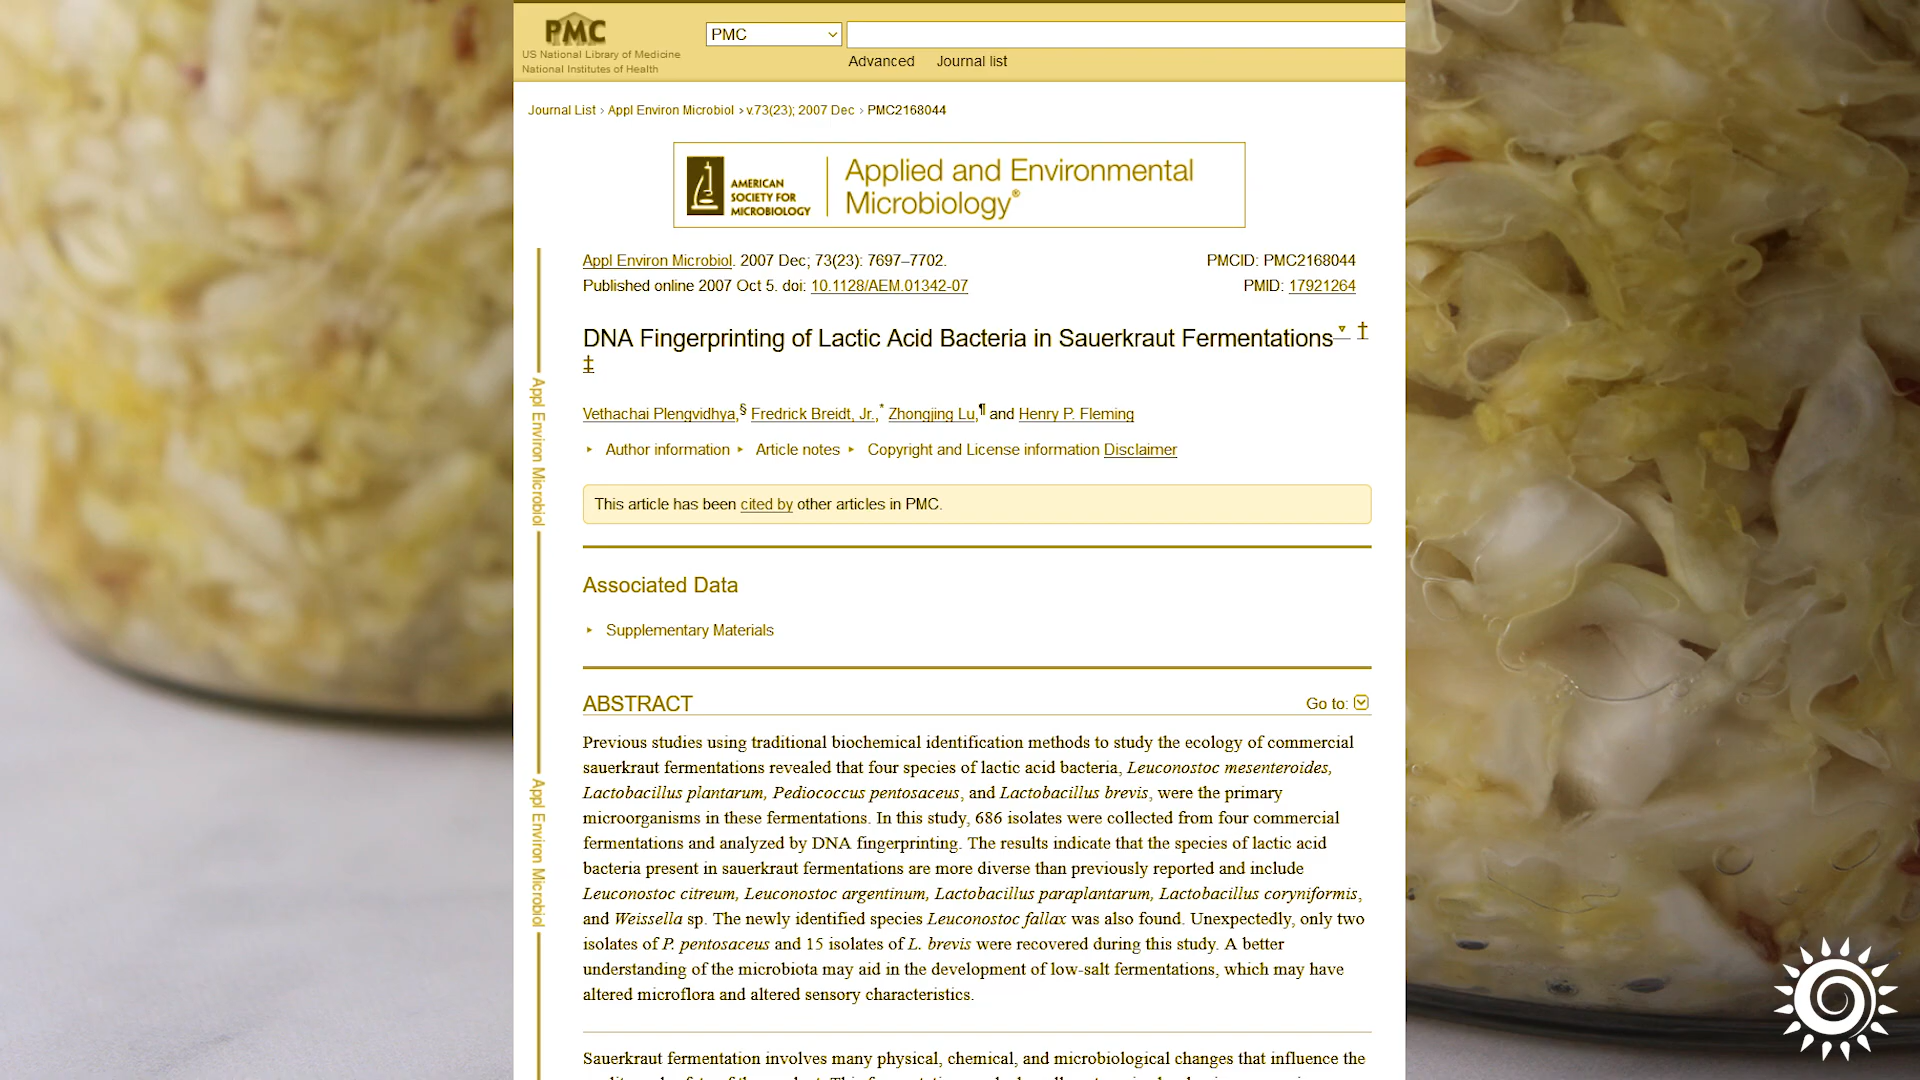 PMC
US National Library of Medicine
National Institutes of Health
PMC
Advanced Journal list
Journal List › Appl Environ Microbiol › v.73(23); 2007 Dec › PMC2168044
AMERICAN
SOCIETY FOR
MICROBIOLOGY
Applied and Environmental
Microbiology®
Appl Environ Microbiol. 2007 Dec; 73(23): 7697–7702.
PMCID: PMC2168044
Published online 2007 Oct 5. doi: 10.1128/AEM.01342-07
PMID: 17921264
DNA Fingerprinting of Lactic Acid Bacteria in Sauerkraut Fermentations▿ †
‡
Vethachai Plengvidhya,§ Fredrick Breidt, Jr.,* Zhongjing Lu,¶ and Henry P. Fleming
▸ Author information ▸ Article notes ▸ Copyright and License information Disclaimer
This article has been cited by other articles in PMC.
Associated Data
▸ Supplementary Materials
ABSTRACT
Go to:
Previous studies using traditional biochemical identification methods to study the ecology of commercial
sauerkraut fermentations revealed that four species of lactic acid bacteria, Leuconostoc mesenteroides,
Lactobacillus plantarum, Pediococcus pentosaceus, and Lactobacillus brevis, were the primary
microorganisms in these fermentations. In this study, 686 isolates were collected from four commercial
fermentations and analyzed by DNA fingerprinting. The results indicate that the species of lactic acid
bacteria present in sauerkraut fermentations are more diverse than previously reported and include
Leuconostoc citreum, Leuconostoc argentinum, Lactobacillus paraplantarum, Lactobacillus coryniformis,
and Weissella sp. The newly identified species Leuconostoc fallax was also found. Unexpectedly, only two
isolates of P. pentosaceus and 15 isolates of L. brevis were recovered during this study. A better
understanding of the microbiota may aid in the development of low-salt fermentations, which may have
altered microflora and altered sensory characteristics.
Sauerkraut fermentation involves many physical, chemical, and microbiological changes that influence the
Appl Environ Microbiol
Appl Environ Microbiol